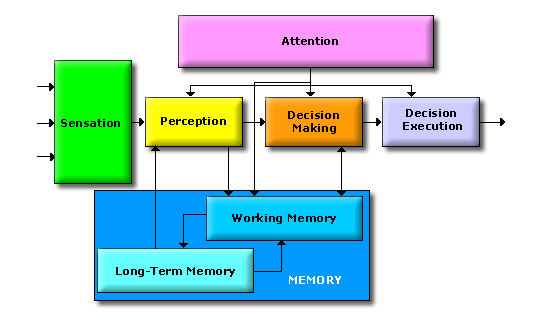 Attention
Sensation
Perception
Decision
Making
Decision
Execution
Working Memory
Long-Term Memory
MEMORY